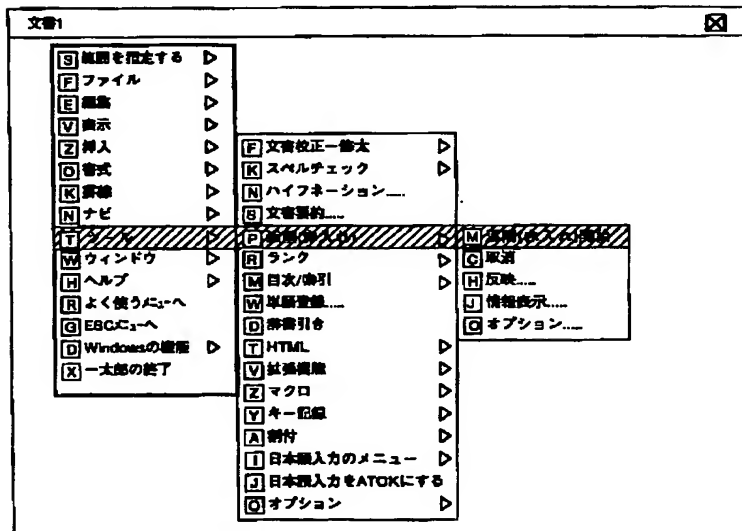 文書1
S 範囲を指定する
F ファイル
E 編集
V 表示
Z 挿入
O 書式
K 罫線
N ナビ
T ツール
W ウィンドウ
H ヘルプ
R よく使うメニューへ
G ESCメニューへ
D Windowsの機能
X 一太郎の終了
F 文書校正－修太
K スペルチェック
N ハイフネーション.....
S 文書要約.....
P
R ランク
M 目次/索引
W 単語登録.....
D 辞書引き
T HTML
V 拡張機能
Z マクロ
Y キー記録
A 割付
I 日本語入力のメニュー
J 日本語入力をATOKにする
O オプション
M
C 取消
H 反映.....
J 情報表示.....
O オプション.....